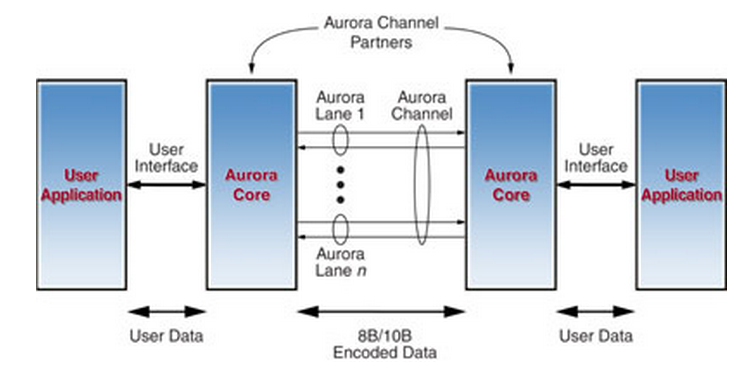 Aurora Channel
Partners
Aurora
Lane 1
Aurora
Channel
User
Interface
User
Interface
User
Application
Aurora
Core
Aurora
Core
User
Application
Aurora
Lane n
User Data
8B/10B
Encoded Data
User Data